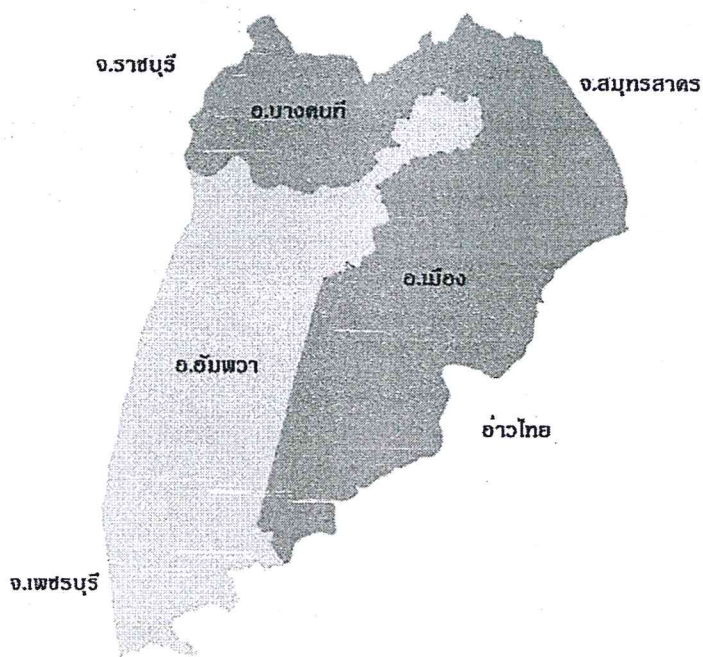 จ.ราชบุรี
จ.สมุทรสาคร
อ.บางคนที
อ.เมือง
อ.อัมพวา
อ่าวไทย
จ.เพชรบุรี